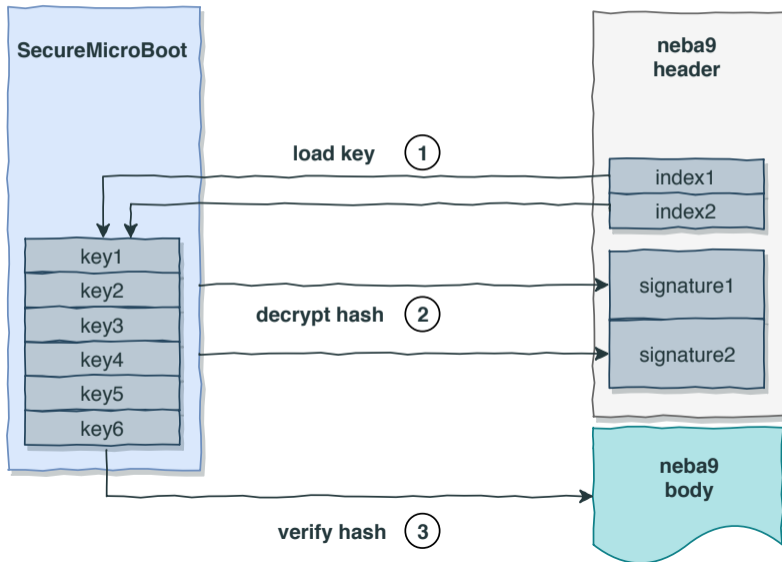 SecureMicroBoot
neba9
header
load key
1
index1
index2
key1
key2
key3
key4
key5
key6
decrypt hash
2
signature1
signature2
neba9
body
verify hash
3